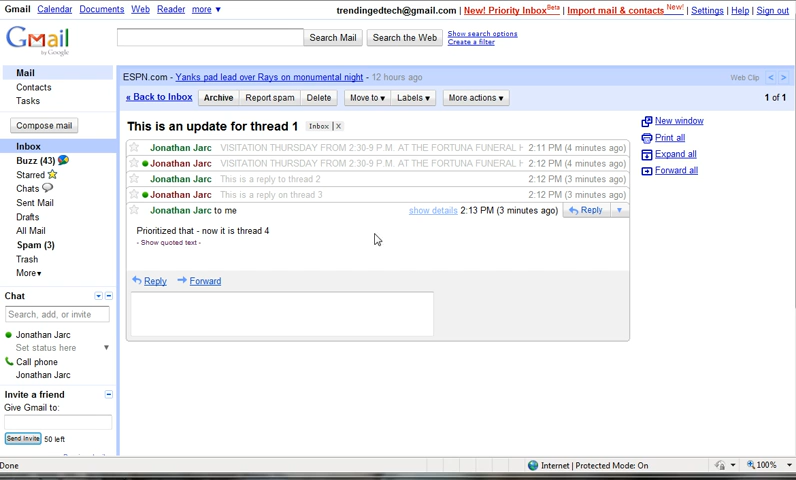 Gmail Calendar Documents Web Reader more ▼
trendingedtech@gmail.com | New! Priority Inbox Beta | Import mail & contacts New! | Settings | Help | Sign out
Gmail
by Google
Search Mail Search the Web Show search options
Create a filter
Mail
Contacts
Tasks
Compose mail
Inbox
Buzz (43)
Starred
Chats
Sent Mail
Drafts
All Mail
Spam (3)
Trash
More▾
Chat
Search, add, or invite
Jonathan Jarc
Set status here
Call phone
Jonathan Jarc
Invite a friend
Give Gmail to:
Send Invite 50 left
ESPN.com - Yanks pad lead over Rays on monumental night - 12 hours ago Web Clip < >
« Back to Inbox Archive Report spam Delete Move to ▾ Labels ▾ More actions ▾ 1 of 1
This is an update for thread 1 Inbox | X
Jonathan Jarc VISITATION THURSDAY FROM 2:30-9 P.M. AT THE FORTUNA FUNERAL 2:11 PM (4 minutes ago)
Jonathan Jarc VISITATION THURSDAY FROM 2:30-9 P.M. AT THE FORTUNA FUNERAL 2:12 PM (4 minutes ago)
Jonathan Jarc This is a reply to thread 2 2:12 PM (3 minutes ago)
Jonathan Jarc This is a reply on thread 3 2:12 PM (3 minutes ago)
Jonathan Jarc to me show details 2:13 PM (3 minutes ago) Reply ▾
Prioritized that - now it is thread 4
- Show quoted text -
Reply Forward
New window
Print all
Expand all
Forward all
Done Internet | Protected Mode: On 100%